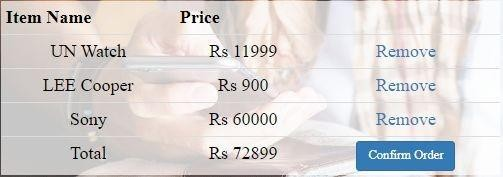 Item Name Price
UN Watch Rs 11999 Remove
LEE Cooper Rs 900 Remove
Sony Rs 60000 Remove
Total Rs 72899 Confirm Order